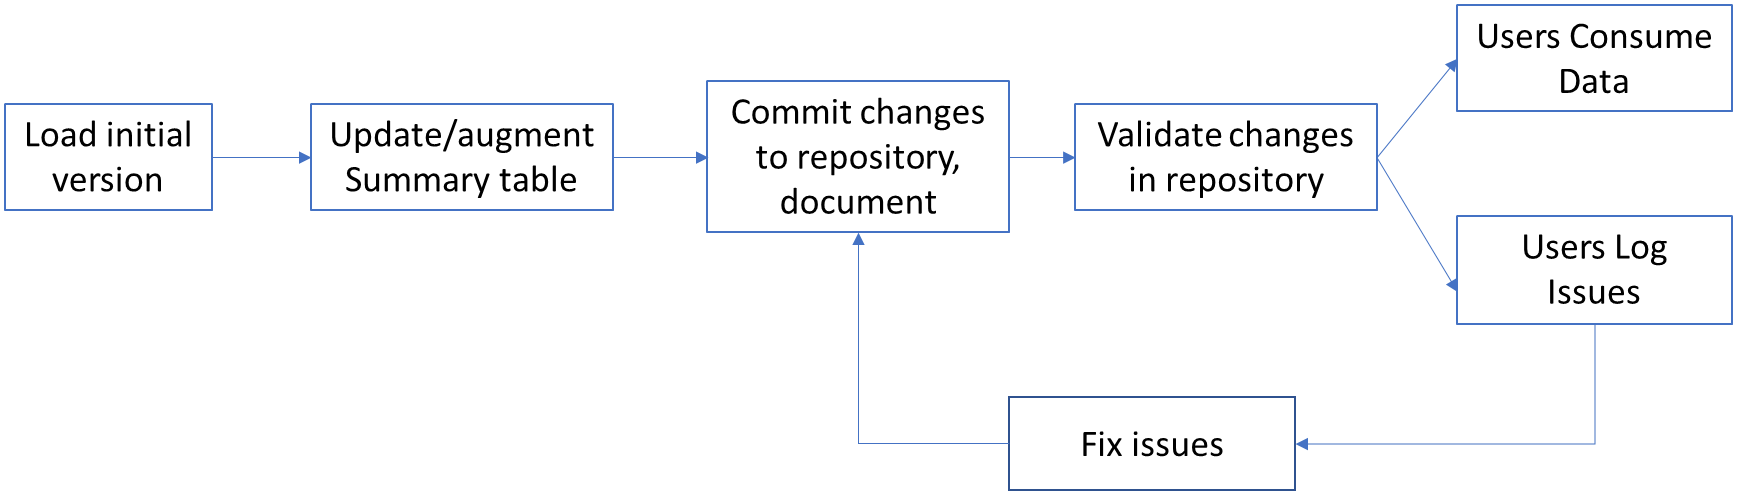 Load initial
version
Update/augment
Summary table
Commit changes
to repository,
document
Validate changes
in repository
Users Consume
Data
Users Log
Issues
Fix issues